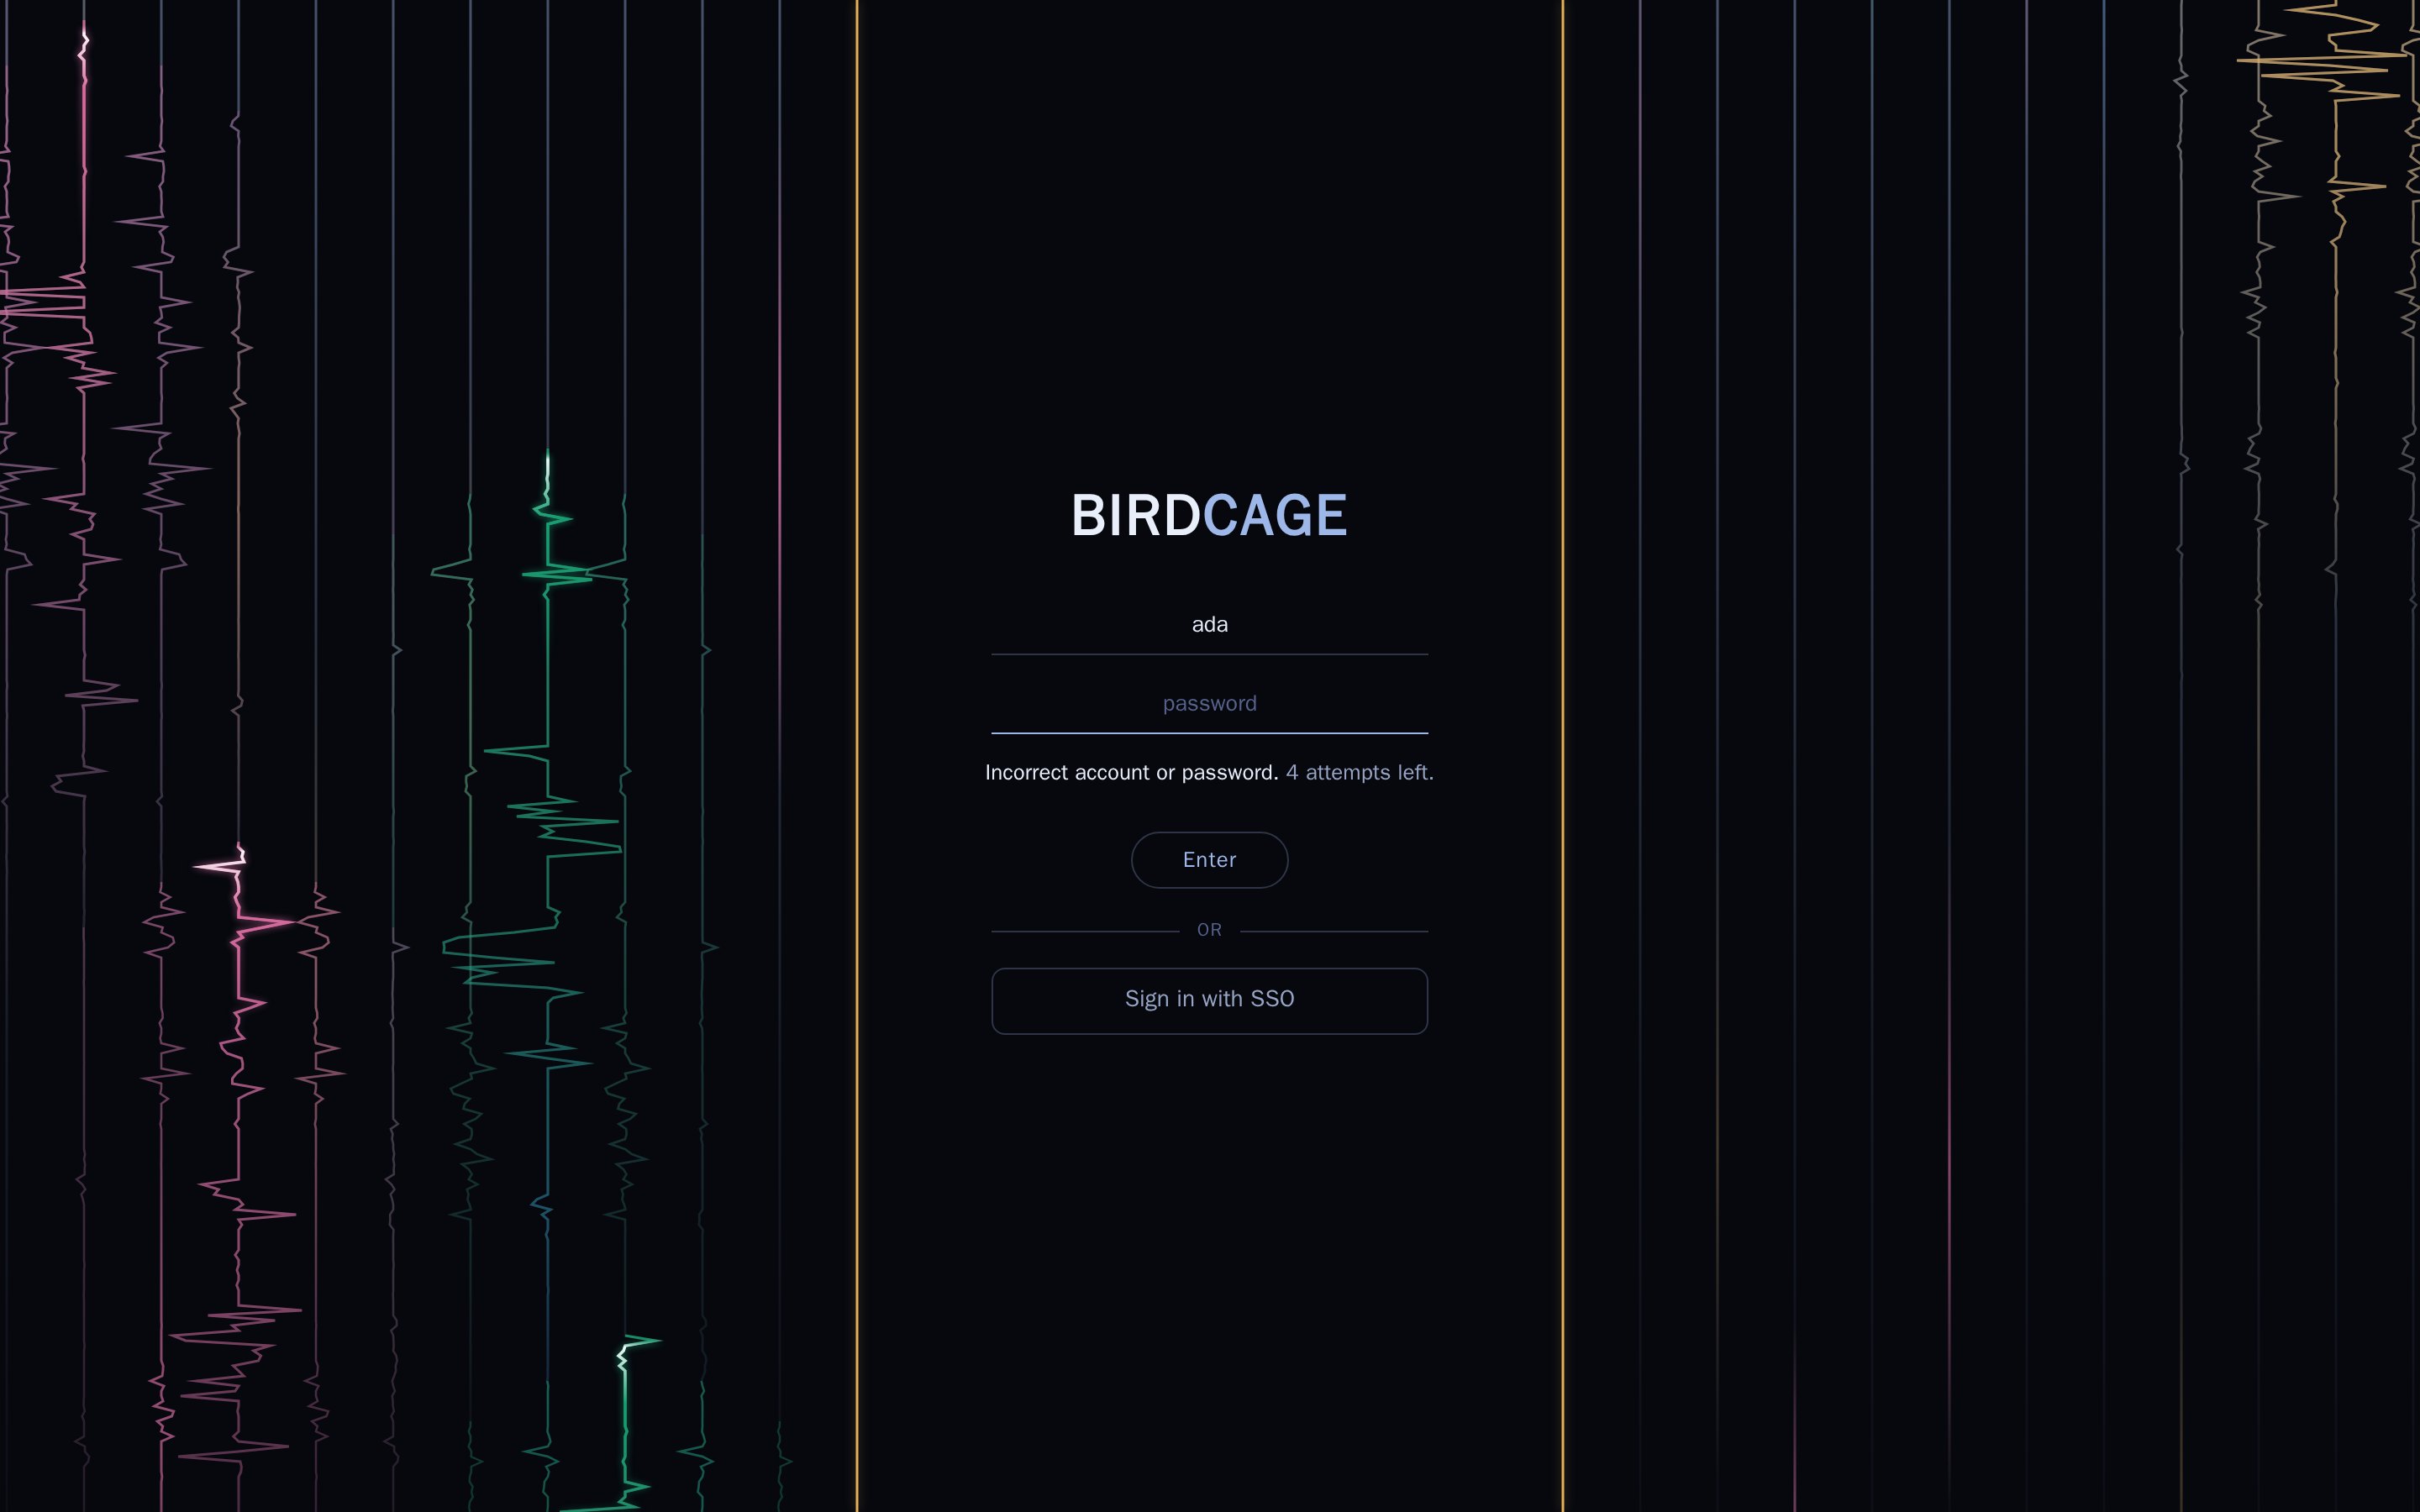 BIRDCAGE
ada
password
Incorrect account or password. 4 attempts left.
Enter
OR
Sign in with SSO